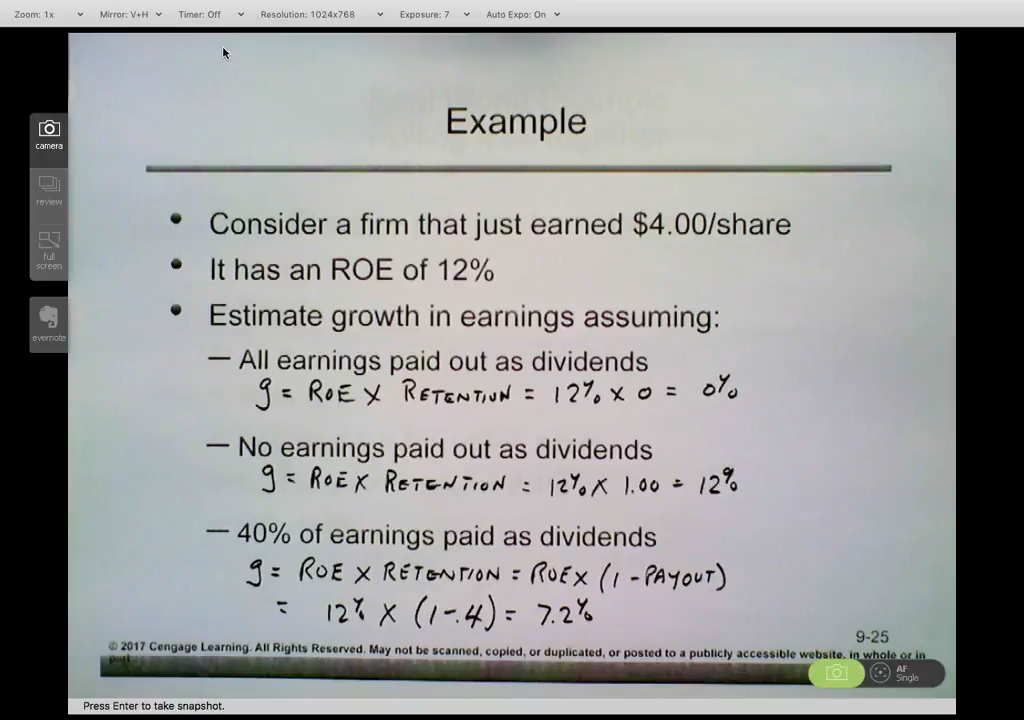 Zoom: 1x Mirror: V+H Timer: Off Resolution: 1024x768 Exposure: 7 Auto Expo: On
Example
camera
review
full
screen
evernote
• Consider a firm that just earned $4.00/share
• It has an ROE of 12%
• Estimate growth in earnings assuming:
— All earnings paid out as dividends
g = ROE X RETENTION = 12% X 0 = 0%
— No earnings paid out as dividends
g = ROE X RETENTION = 12% X 1.00 = 12%
— 40% of earnings paid as dividends
g = ROE X RETENTION = ROE X (1 - PAYOUT)
= 12% X (1-.4) = 7.2%
9-25
© 2017 Cengage Learning. All Rights Reserved. May not be scanned, copied, or duplicated, or posted to a publicly accessible website, in whole or in
part.
AF
Single
Press Enter to take snapshot.